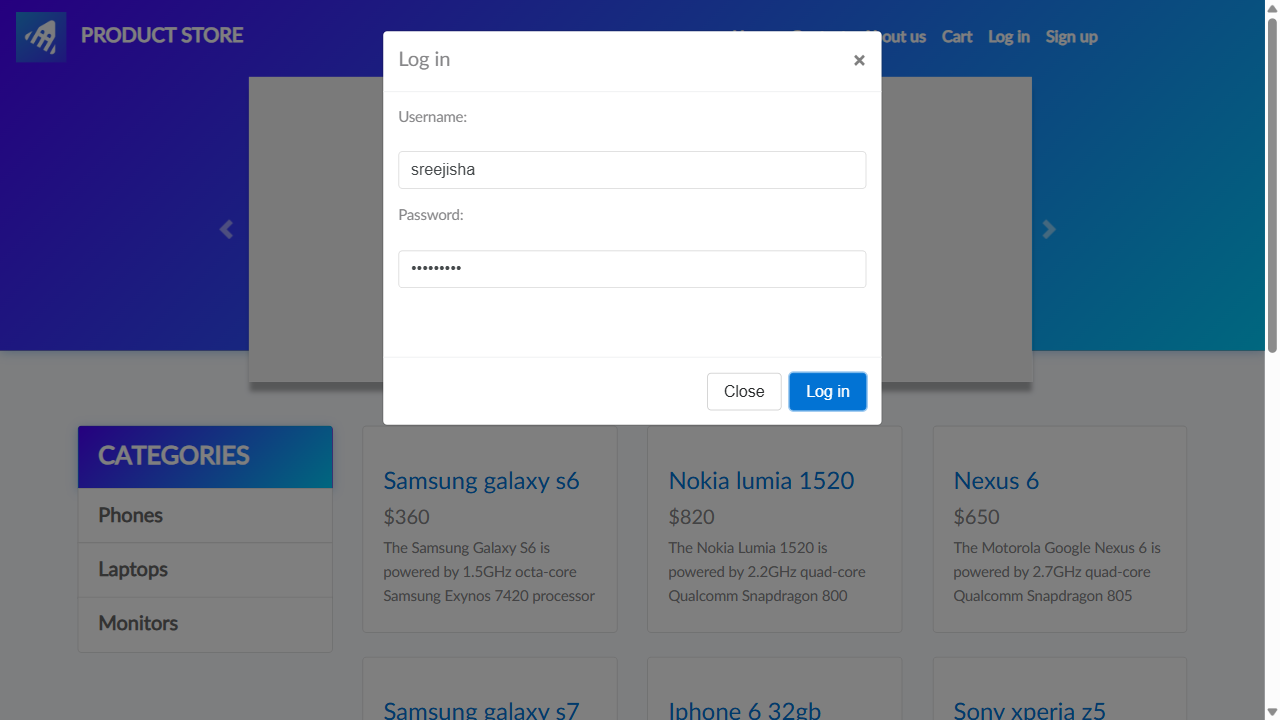 PRODUCT STORE
out us Cart Log in Sign up
Log in
×
Username:
sreejisha
Password:
•••••••••
Close Log in
CATEGORIES
Phones
Laptops
Monitors
Samsung galaxy s6
$360
The Samsung Galaxy S6 is
powered by 1.5GHz octa-core
Samsung Exynos 7420 processor
Nokia lumia 1520
$820
The Nokia Lumia 1520 is
powered by 2.2GHz quad-core
Qualcomm Snapdragon 800
Nexus 6
$650
The Motorola Google Nexus 6 is
powered by 2.7GHz quad-core
Qualcomm Snapdragon 805
Samsung galaxy s7
Iphone 6 32gb
Sony xperia z5